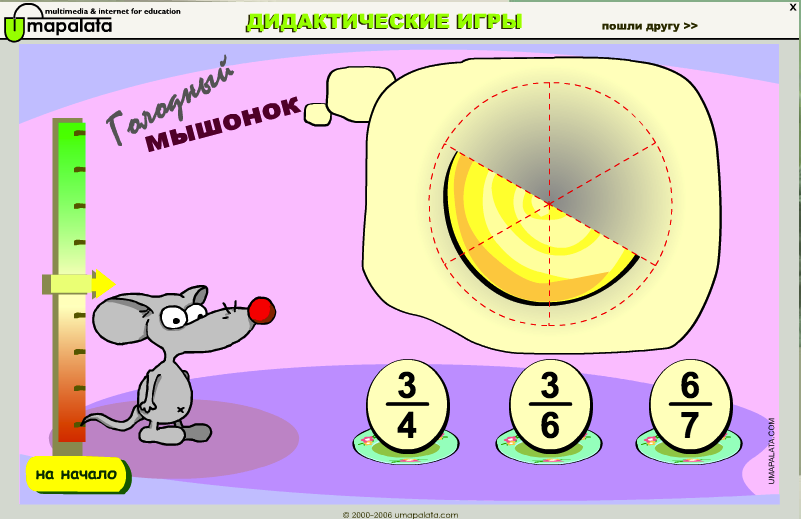 multimedia & internet for education
umapalata
ДИДАКТИЧЕСКИЕ ИГРЫ
пошли другу >>
x
Голодный
мышонок
3
4
3
6
6
7
на начало
UMAPALATA.COM
© 2000-2006 umapalata.com